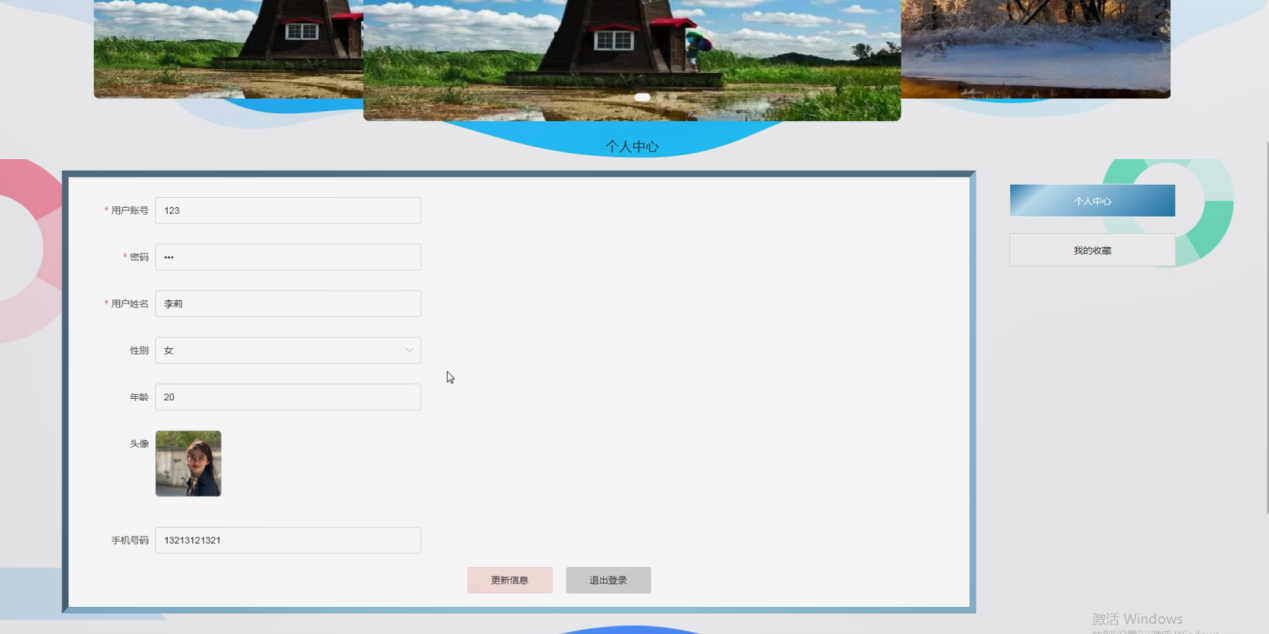 个人中心
* 用户账号 123
* 密码 •••
* 用户姓名 李莉
性别 女
年龄 20
头像
手机号码 13213121321
更新信息 退出登录
个人中心
我的收藏
激活 Windows